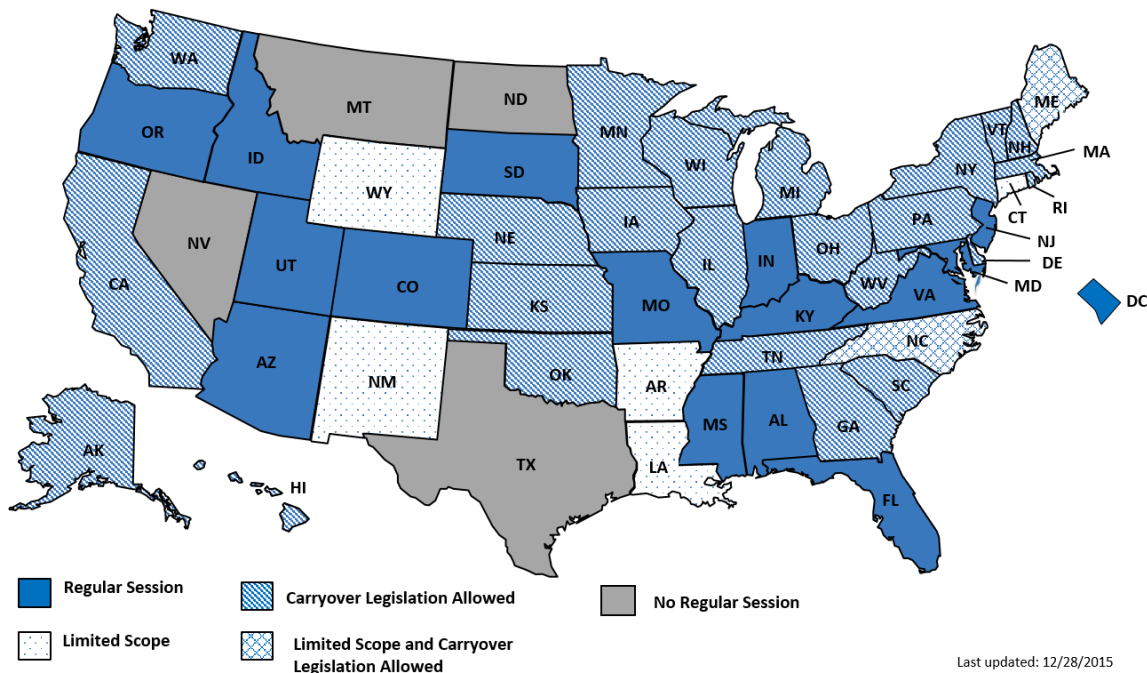 WA
MT
ND
MN
ME
OR
ID
SD
WI
VT
NH
MA
WY
MI
NY
IA
PA
RI
CT
NE
NV
OH
NJ
UT
IL
IN
DE
CA
CO
WV
MD
KS
MO
VA
DC
KY
NC
AZ
OK
TN
NM
AR
SC
MS
AL
GA
AK
TX
LA
HI
FL
Regular Session
Carryover Legislation Allowed
No Regular Session
Limited Scope
Limited Scope and Carryover
Legislation Allowed
Last updated: 12/28/2015